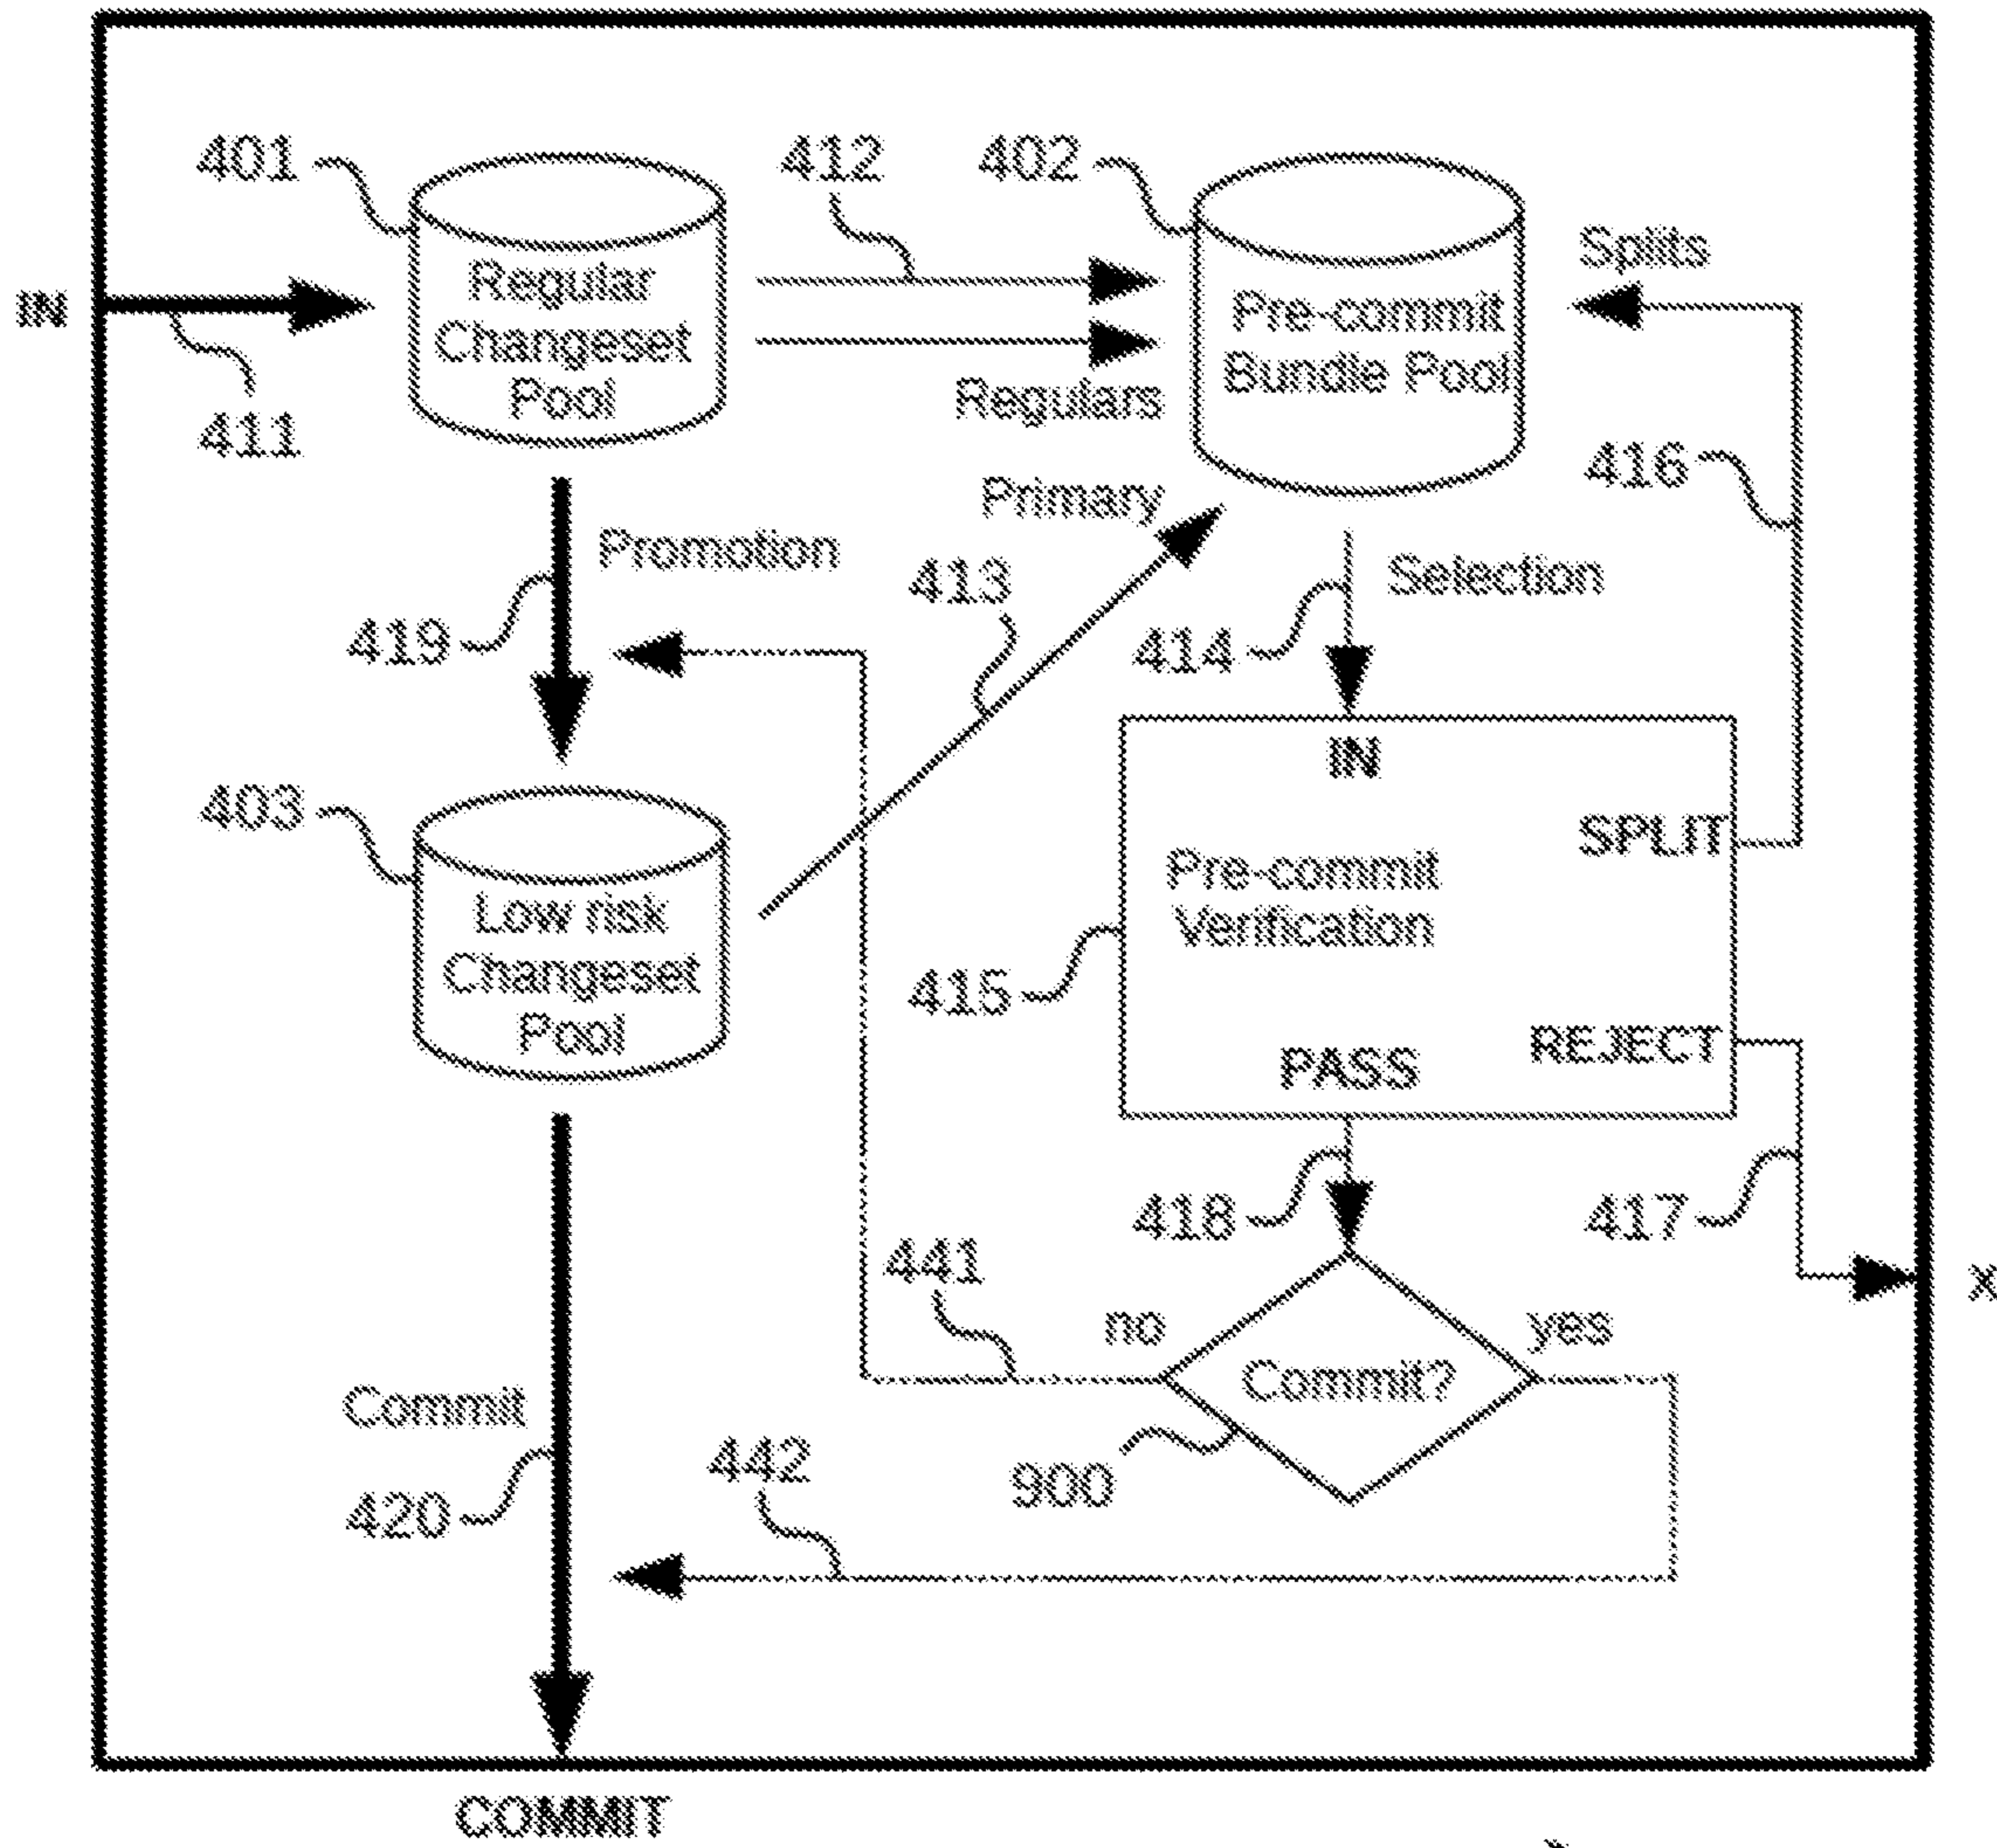 401
412
402
Splits
IN
Regular
Changeset
Pool
Pre-commit
Bundle Pool
Regulars
411
416
Primary
Promotion
413
Selection
419
414
IN
403
SPLIT
Pre-commit
Verification
Low risk
Changeset
Pool
415
REJECT
PASS
418
417
441
X
no
yes
Commit?
Commit
442
900
420
COMMIT